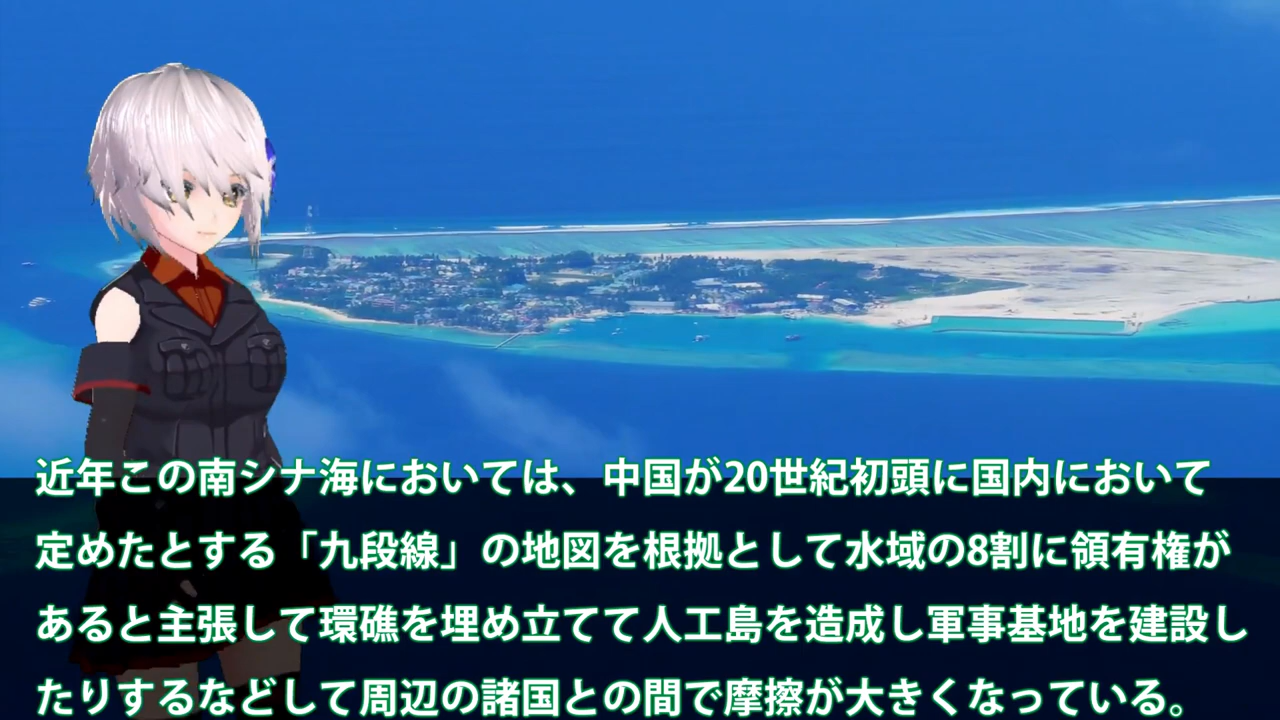 近年この南シナ海においては、中国が20世紀初頭に国内において
定めたとする「九段線」の地図を根拠として水域の8割に領有権が
あると主張して環礁を埋め立てて人工島を造成し軍事基地を建設し
たりするなどして周辺の諸国との間で摩擦が大きくなっている。